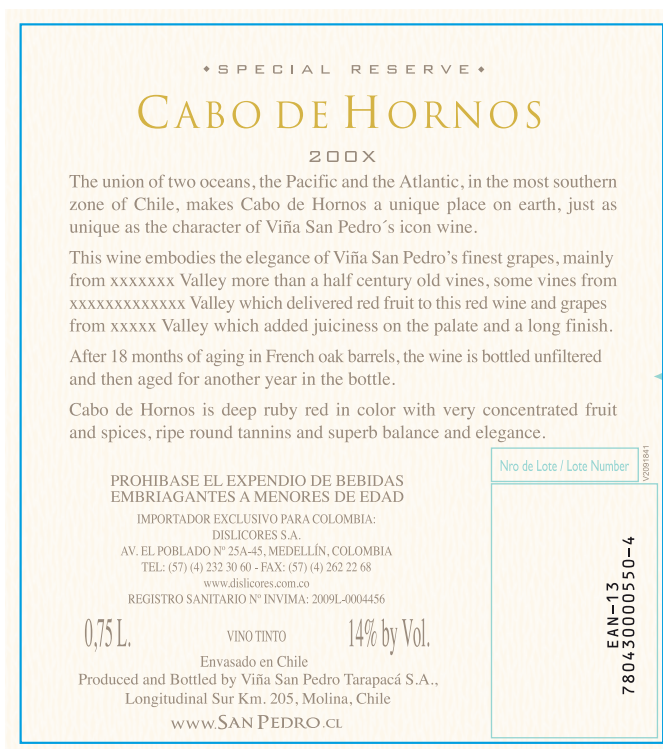 SPECIAL RESERVE
CABO DE HORNOS
200X
The union of two oceans, the Pacific and the Atlantic, in the most southern
zone of Chile, makes Cabo de Hornos a unique place on earth, just as
unique as the character of Viña San Pedro´s icon wine.
This wine embodies the elegance of Viña San Pedro's finest grapes, mainly
from xxxxxxx Valley more than a half century old vines, some vines from
xxxxxxxxxxxxx Valley which delivered red fruit to this red wine and grapes
from xxxxx Valley which added juiciness on the palate and a long finish.
After 18 months of aging in French oak barrels, the wine is bottled unfiltered
and then aged for another year in the bottle.
Cabo de Hornos is deep ruby red in color with very concentrated fruit
and spices, ripe round tannins and superb balance and elegance.
Nro de Lote / Lote Number
V2091841
PROHIBASE EL EXPENDIO DE BEBIDAS
EMBRIAGANTES A MENORES DE EDAD
IMPORTADOR EXCLUSIVO PARA COLOMBIA:
DISLICORES S.A.
AV. EL POBLADO Nº 25A-45, MEDELLÍN, COLOMBIA
TEL: (57) (4) 232 30 60 - FAX: (57) (4) 262 22 68
www.dislicores.com.co
REGISTRO SANITARIO Nº INVIMA: 2009L-0004456
0,75 L. VINO TINTO 14% by Vol.
Envasado en Chile
Produced and Bottled by Viña San Pedro Tarapacá S.A.,
Longitudinal Sur Km. 205, Molina, Chile
www.SAN PEDRO.CL
EAN-13
780430000550-4